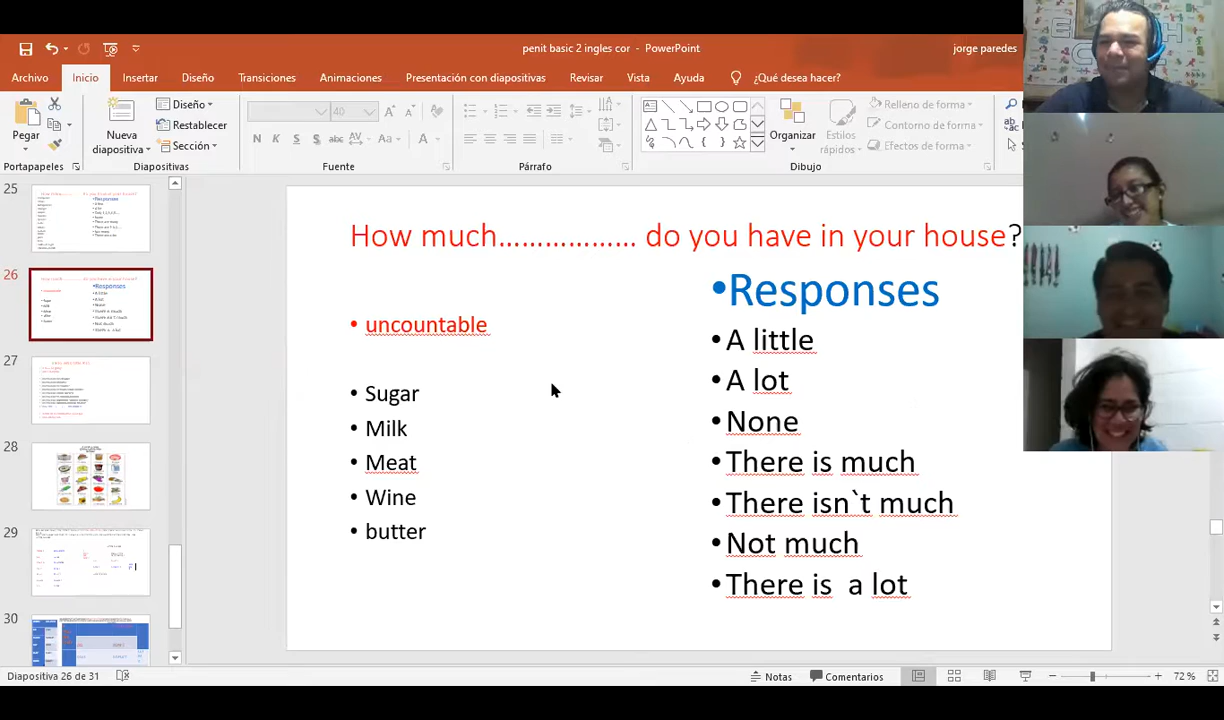 penit basic 2 ingles cor - PowerPoint
jorge paredes
Archivo Inicio Insertar Diseño Transiciones Animaciones Presentación con diapositivas Revisar Vista Ayuda ¿Qué desea hacer?
Pegar
Nueva diapositiva
Diseño
Restablecer
Sección
40
N K S S abc AV Aa A
Organizar
Estilos rápidos
Relleno de forma
Contorno de forma
Efectos de forma
Portapapeles Diapositivas Fuente Párrafo Dibujo
25
26
27
28
29
30
How much.................. do you have in your house?
• uncountable
• Sugar
• Milk
• Meat
• Wine
• butter
•Responses
•A little
•A lot
•None
•There is much
•There isn`t much
•Not much
•There is  a lot
Diapositiva 26 de 31
Notas
Comentarios
72 %